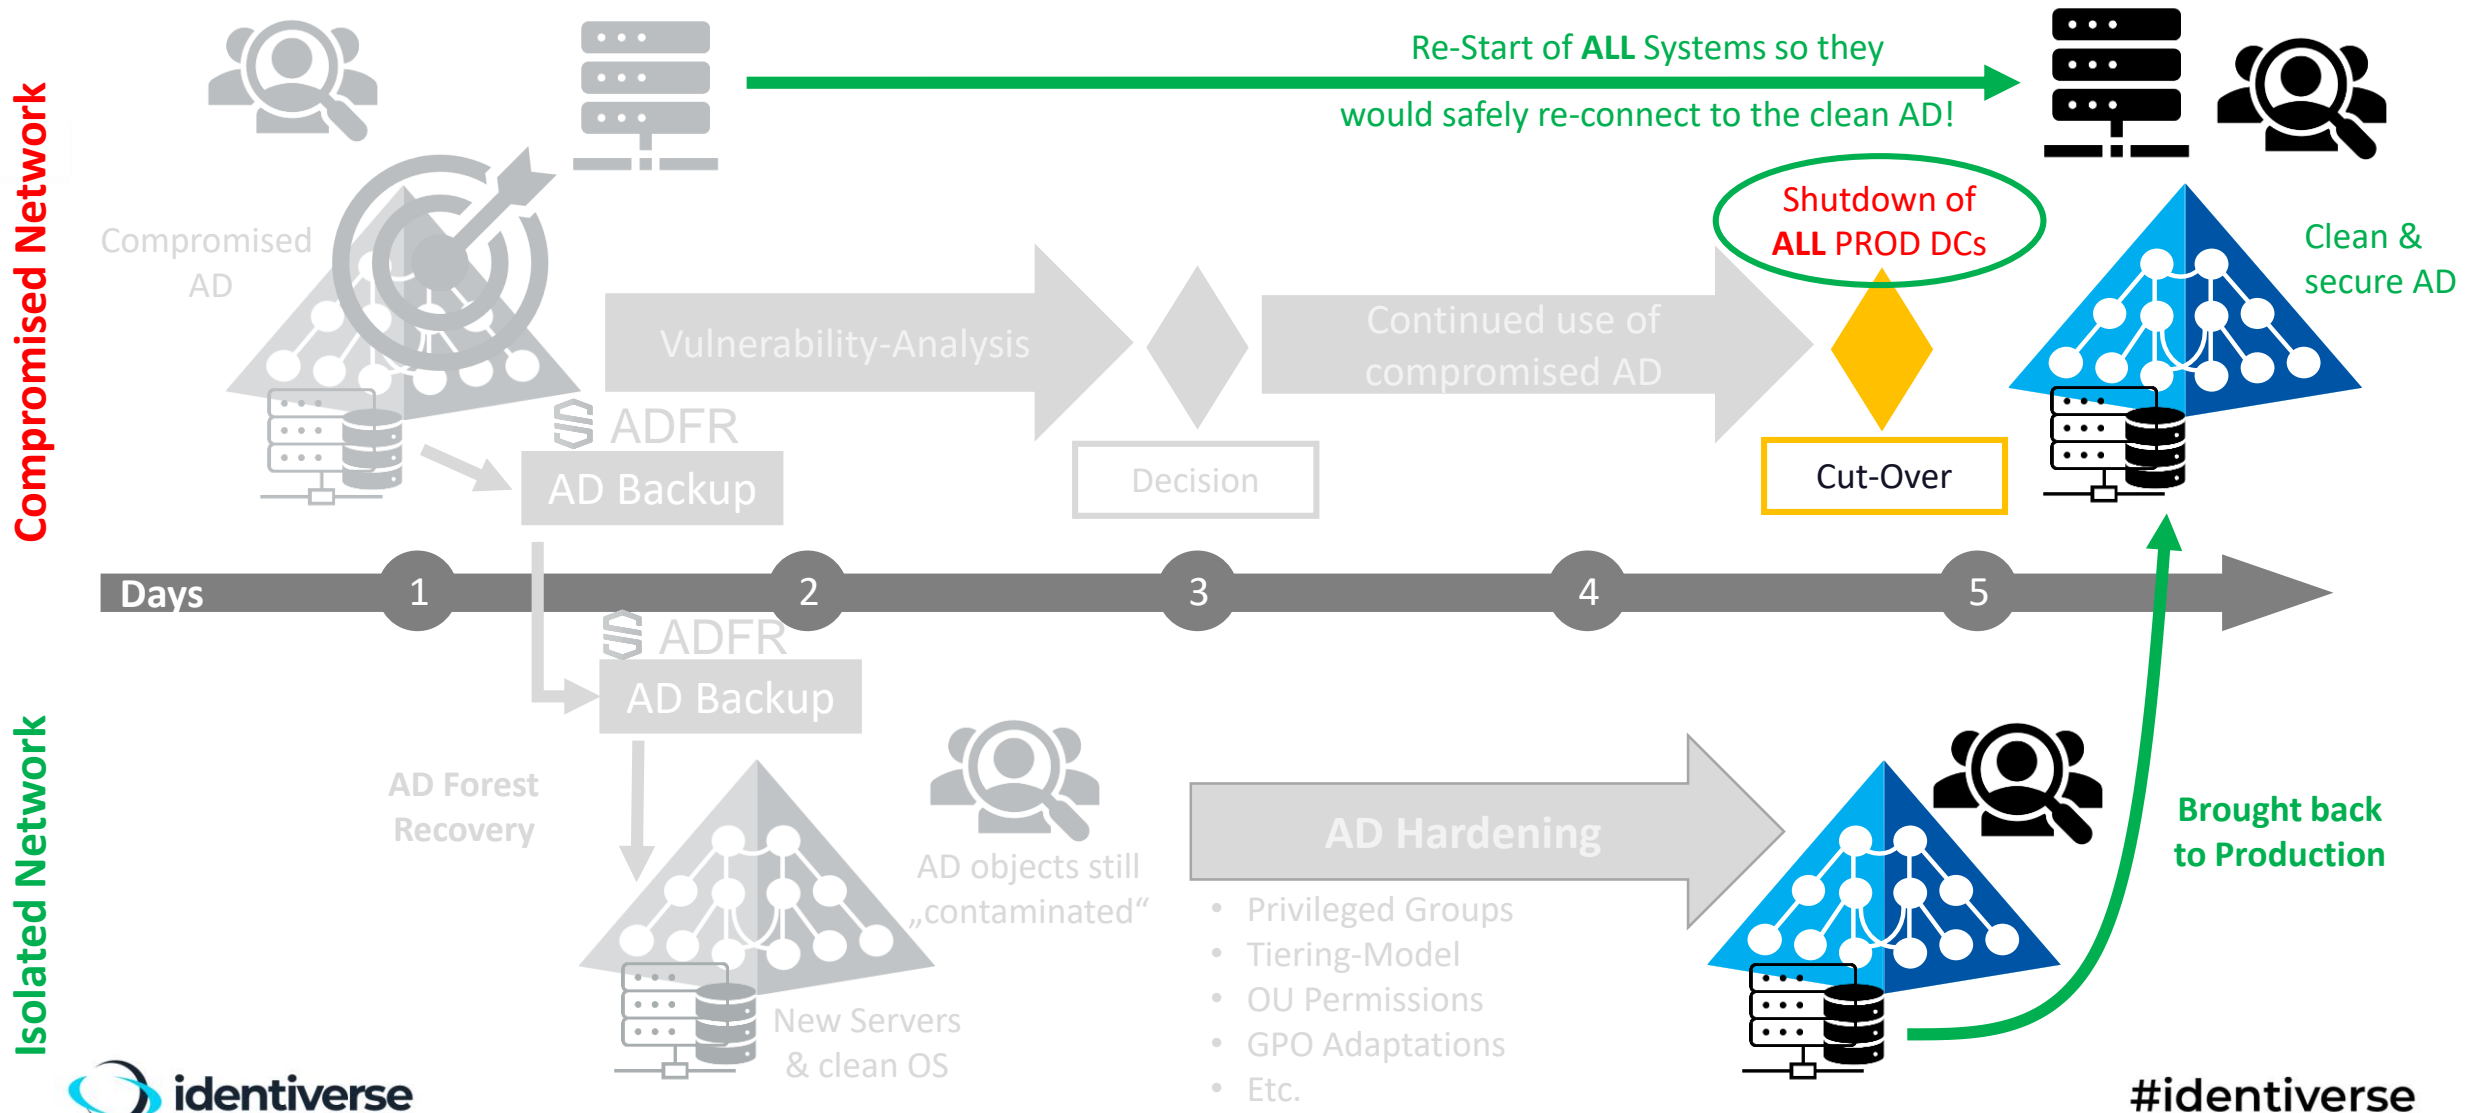 Compromised Network
Re-Start of ALL Systems so they
would safely re-connect to the clean AD!
Compromised
AD
Vulnerability-Analysis
Continued use of
compromised AD
Shutdown of
ALL PROD DCs
Clean &
secure AD
ADFR
AD Backup
Decision
Cut-Over
Days
1
2
3
4
5
Isolated Network
ADFR
AD Backup
AD Forest
Recovery
AD objects still
„contaminated“
New Servers
& clean OS
AD Hardening
• Privileged Groups
• Tiering-Model
• OU Permissions
• GPO Adaptations
• Etc.
Brought back
to Production
identiverse
#identiverse